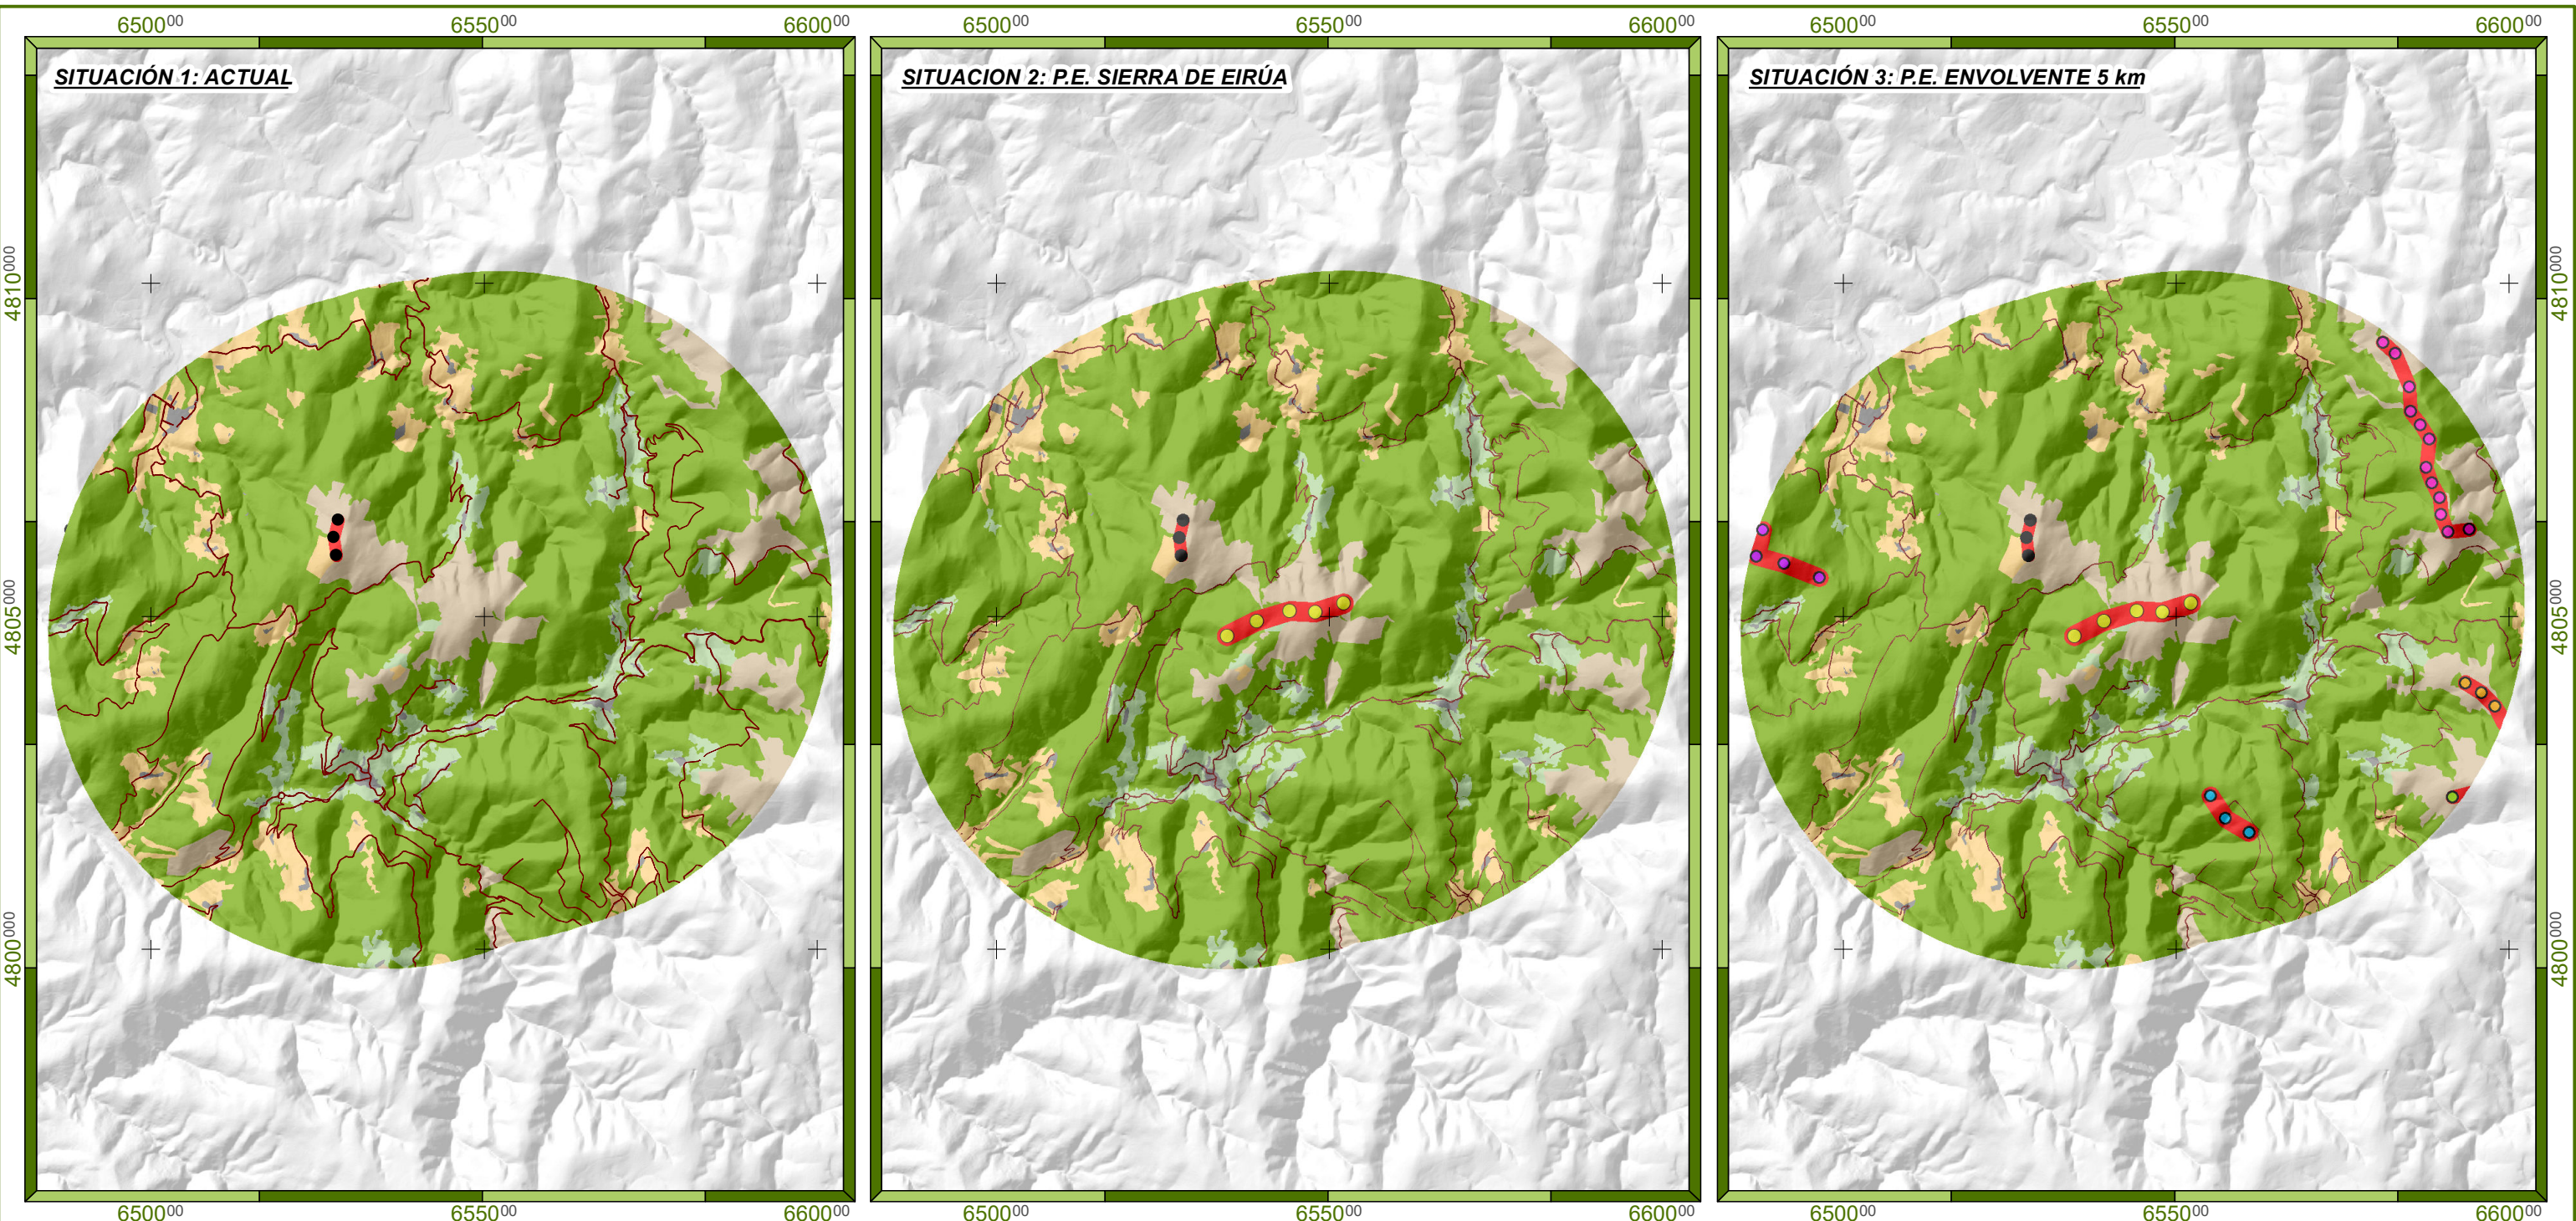 6500⁰⁰ 6550⁰⁰ 6600⁰⁰ 6500⁰⁰ 6550⁰⁰ 6600⁰⁰ 6500⁰⁰ 6550⁰⁰ 6600⁰⁰
SITUACIÓN 1: ACTUAL
SITUACION 2: P.E. SIERRA DE EIRÚA
SITUACIÓN 3: P.E. ENVOLVENTE 5 km
4810⁰⁰⁰ 4810⁰⁰⁰
4805⁰⁰⁰ 4805⁰⁰⁰
4800⁰⁰⁰ 4800⁰⁰⁰
6500⁰⁰ 6550⁰⁰ 6600⁰⁰ 6500⁰⁰ 6550⁰⁰ 6600⁰⁰ 6500⁰⁰ 6550⁰⁰ 6600⁰⁰